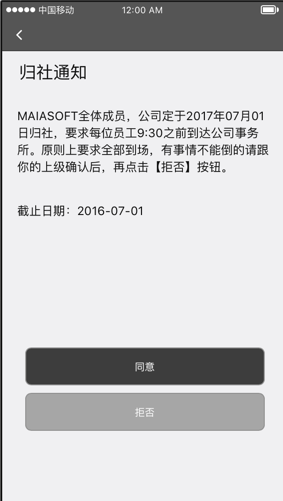 中国移动 12:00 AM
归社通知
MAIASOFT全体成员，公司定于2017年07月01
日归社，要求每位员工9:30之前到达公司事务
所。原则上要求全部到场，有事情不能倒的请跟
你的上级确认后，再点击【拒否】按钮。
截止日期：2016-07-01
同意
拒否